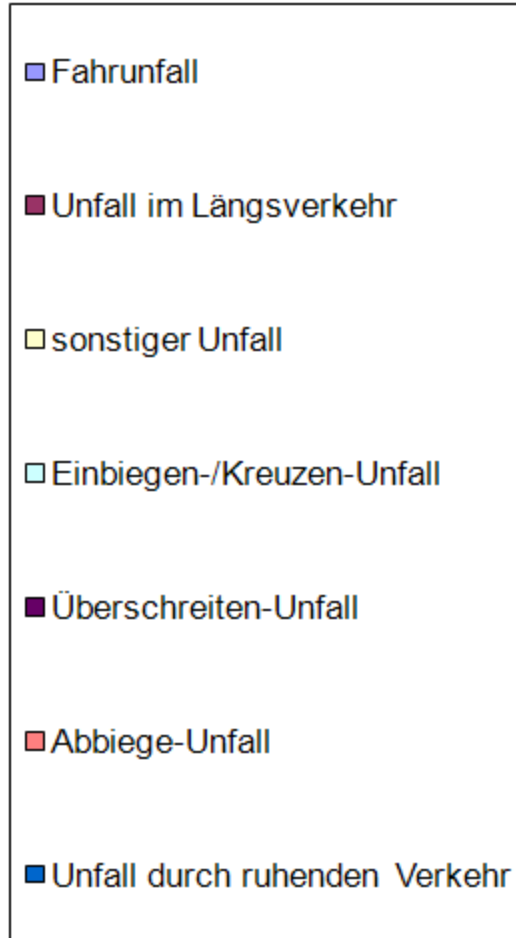 Fahrunfall
Unfall im Längsverkehr
sonstiger Unfall
Einbiegen-/Kreuzen-Unfall
Überschreiten-Unfall
Abbiege-Unfall
Unfall durch ruhenden Verkehr